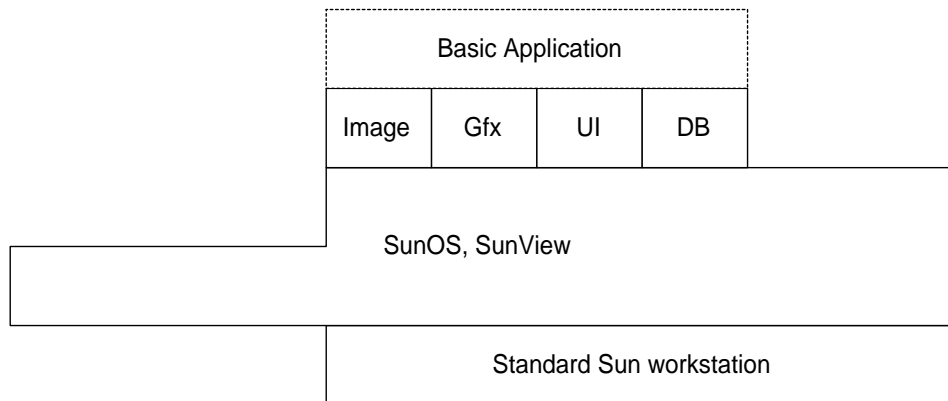 Basic Application
Image Gfx UI DB
SunOS, SunView
Standard Sun workstation